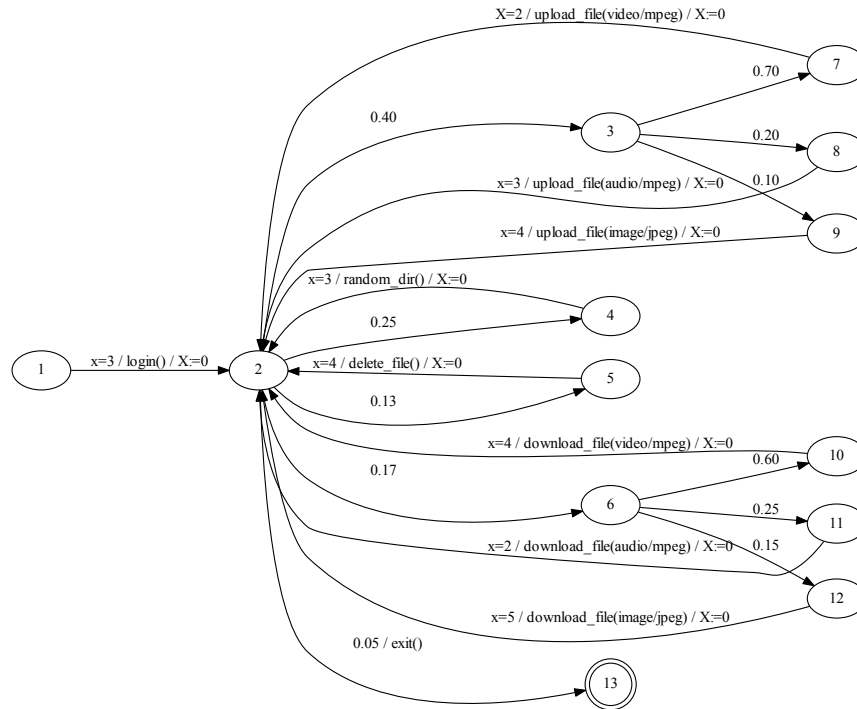 X=2 / upload_file(video/mpeg) / X:=0
7
0.70
0.40
3
0.20
8
x=3 / upload_file(audio/mpeg) / X:=0
0.10
x=4 / upload_file(image/jpeg) / X:=0
9
x=3 / random_dir() / X:=0
4
0.25
x=3 / login() / X:=0
x=4 / delete_file() / X:=0
1
2
5
0.13
x=4 / download_file(video/mpeg) / X:=0
10
0.60
0.17
6
0.25
11
x=2 / download_file(audio/mpeg) / X:=0
0.15
12
x=5 / download_file(image/jpeg) / X:=0
0.05 / exit()
13